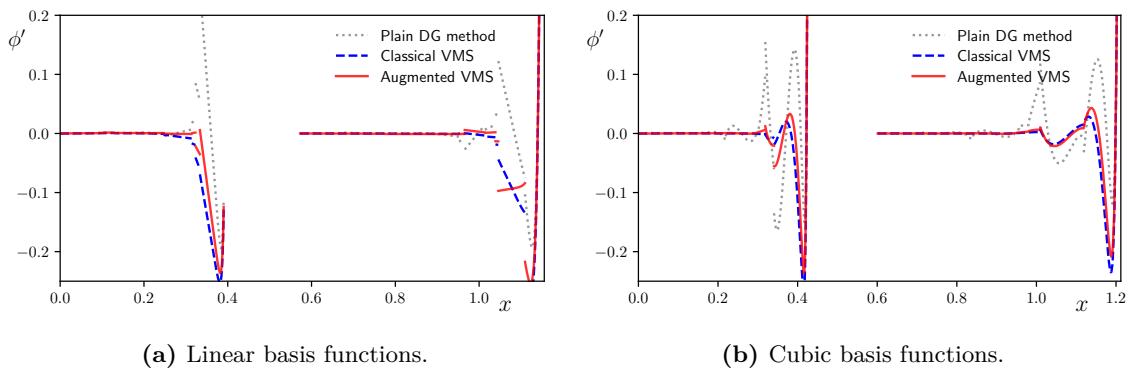 0.2
0.1
0.0
−0.1
−0.2
ϕ′
Plain DG method
Classical VMS
Augmented VMS
0.0 0.2 0.4 0.6 0.8 1.0
x
(a) Linear basis functions.
0.2
0.1
0.0
−0.1
−0.2
ϕ′
Plain DG method
Classical VMS
Augmented VMS
0.0 0.2 0.4 0.6 0.8 1.0 1.2
x
(b) Cubic basis functions.